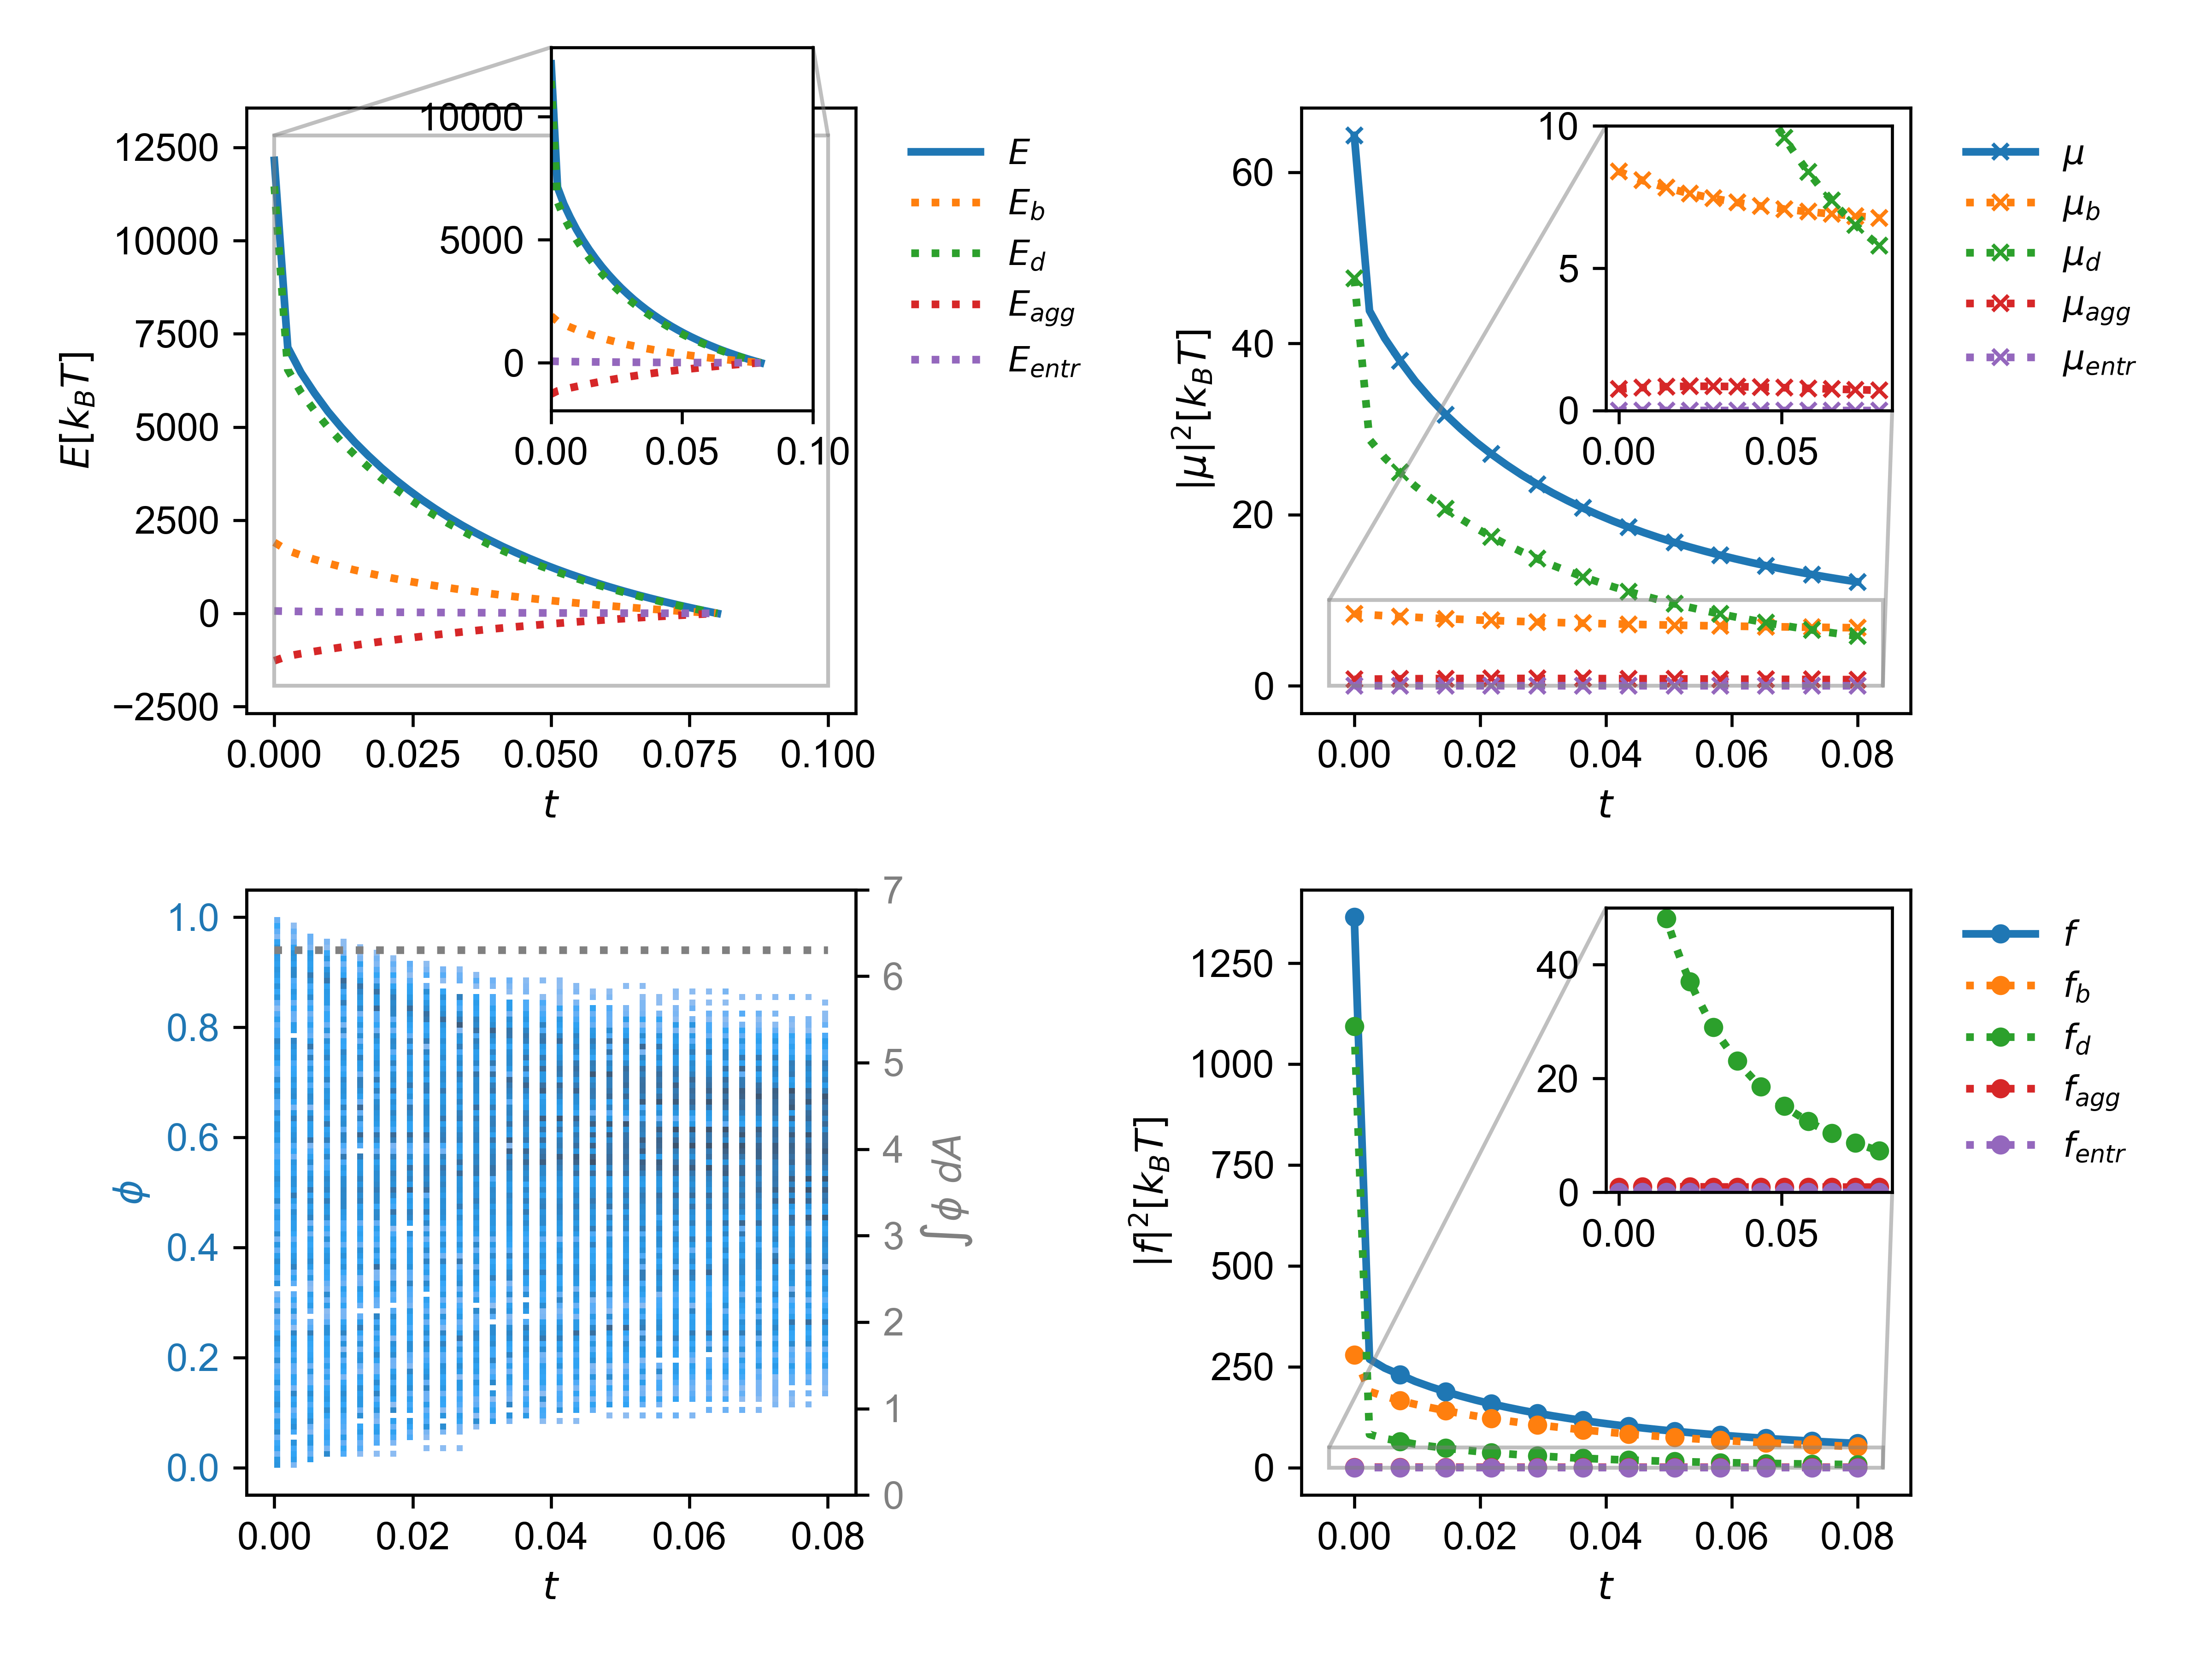 E[k_BT]
12500
10000
7500
5000
2500
0
−2500
0.000 0.025 0.050 0.075 0.100
t
10000
5000
0
0.00 0.05 0.10
E
E_b
E_d
E_agg
E_entr
|μ|²[k_BT]
60
40
20
0
0.00 0.02 0.04 0.06 0.08
t
10
5
0
0.00 0.05
μ
μ_b
μ_d
μ_agg
μ_entr
ϕ
1.0
0.8
0.6
0.4
0.2
0.0
0.00 0.02 0.04 0.06 0.08
t
7
6
5
4
3
2
1
0
∫ϕ dA
|f|²[k_BT]
1250
1000
750
500
250
0
0.00 0.02 0.04 0.06 0.08
t
40
20
0
0.00 0.05
f
f_b
f_d
f_agg
f_entr